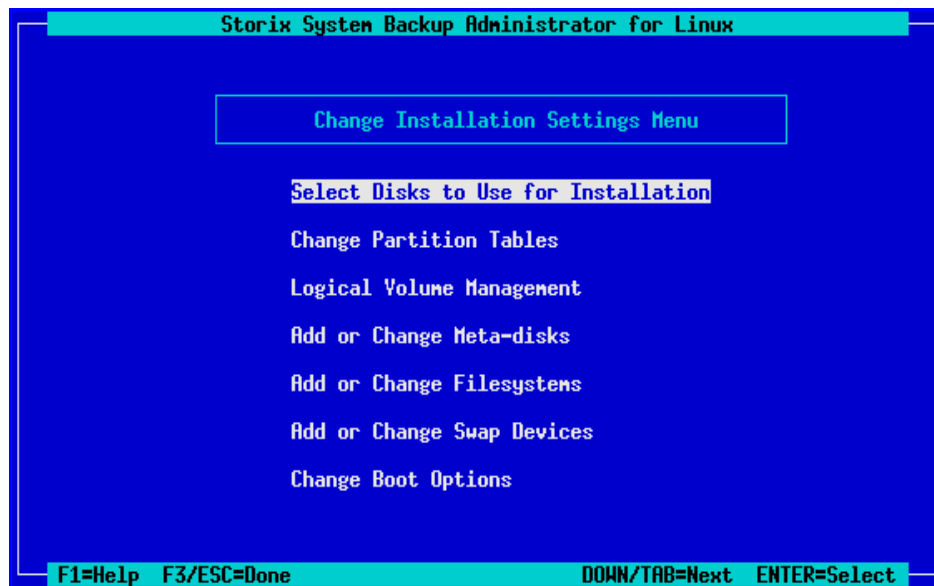 Storix System Backup Administrator for Linux
Change Installation Settings Menu
Select Disks to Use for Installation
Change Partition Tables
Logical Volume Management
Add or Change Meta-disks
Add or Change Filesystems
Add or Change Swap Devices
Change Boot Options
F1=Help F3/ESC=Done DOWN/TAB=Next ENTER=Select